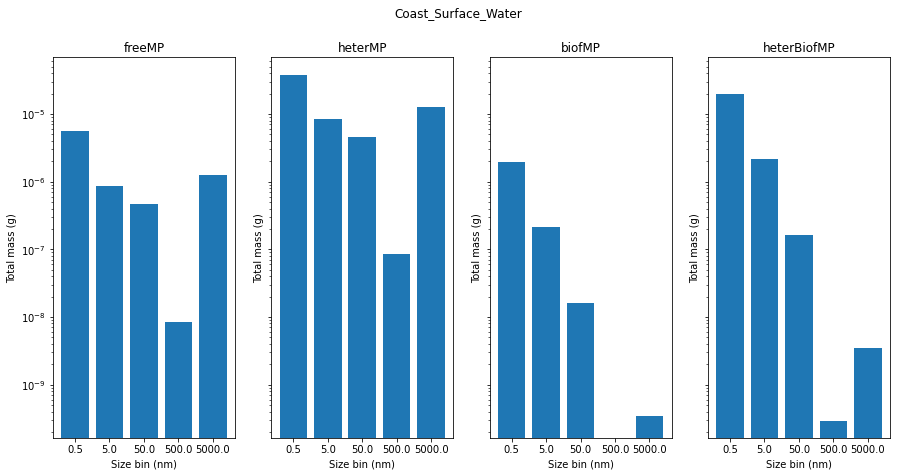 Coast_Surface_Water
freeMP
heterMP
biofMP
heterBiofMP
Total mass (g)
10⁻⁵
10⁻⁶
10⁻⁷
10⁻⁸
10⁻⁹
0.5 5.0 50.0 500.0 5000.0
Size bin (nm)
Total mass (g)
0.5 5.0 50.0 500.0 5000.0
Size bin (nm)
Total mass (g)
0.5 5.0 50.0 500.0 5000.0
Size bin (nm)
Total mass (g)
0.5 5.0 50.0 500.0 5000.0
Size bin (nm)